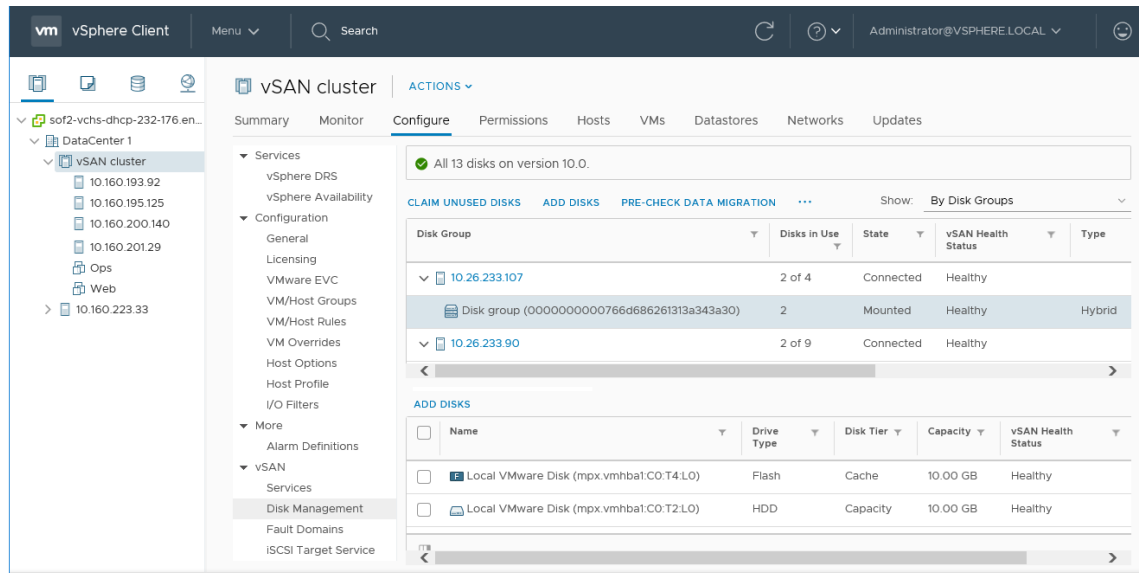 vm vSphere Client Menu Search Administrator@VSPHERE.LOCAL
vSAN cluster ACTIONS
Summary Monitor Configure Permissions Hosts VMs Datastores Networks Updates
sof2-vchs-dhcp-232-176.en...
DataCenter 1
vSAN cluster
10.160.193.92
10.160.195.125
10.160.200.140
10.160.201.29
Ops
Web
10.160.223.33
Services
vSphere DRS
vSphere Availability
Configuration
General
Licensing
VMware EVC
VM/Host Groups
VM/Host Rules
VM Overrides
Host Options
Host Profile
I/O Filters
More
Alarm Definitions
vSAN
Services
Disk Management
Fault Domains
iSCSI Target Service
All 13 disks on version 10.0.
CLAIM UNUSED DISKS ADD DISKS PRE-CHECK DATA MIGRATION ... Show: By Disk Groups
Disk Group Disks in Use State vSAN Health Status Type
10.26.233.107 2 of 4 Connected Healthy
Disk group (0000000000766d686261313a343a30) 2 Mounted Healthy Hybrid
10.26.233.90 2 of 9 Connected Healthy
ADD DISKS
Name Drive Type Disk Tier Capacity vSAN Health Status
F Local VMware Disk (mpx.vmhba1:C0:T4:L0) Flash Cache 10.00 GB Healthy
Local VMware Disk (mpx.vmhba1:C0:T2:L0) HDD Capacity 10.00 GB Healthy